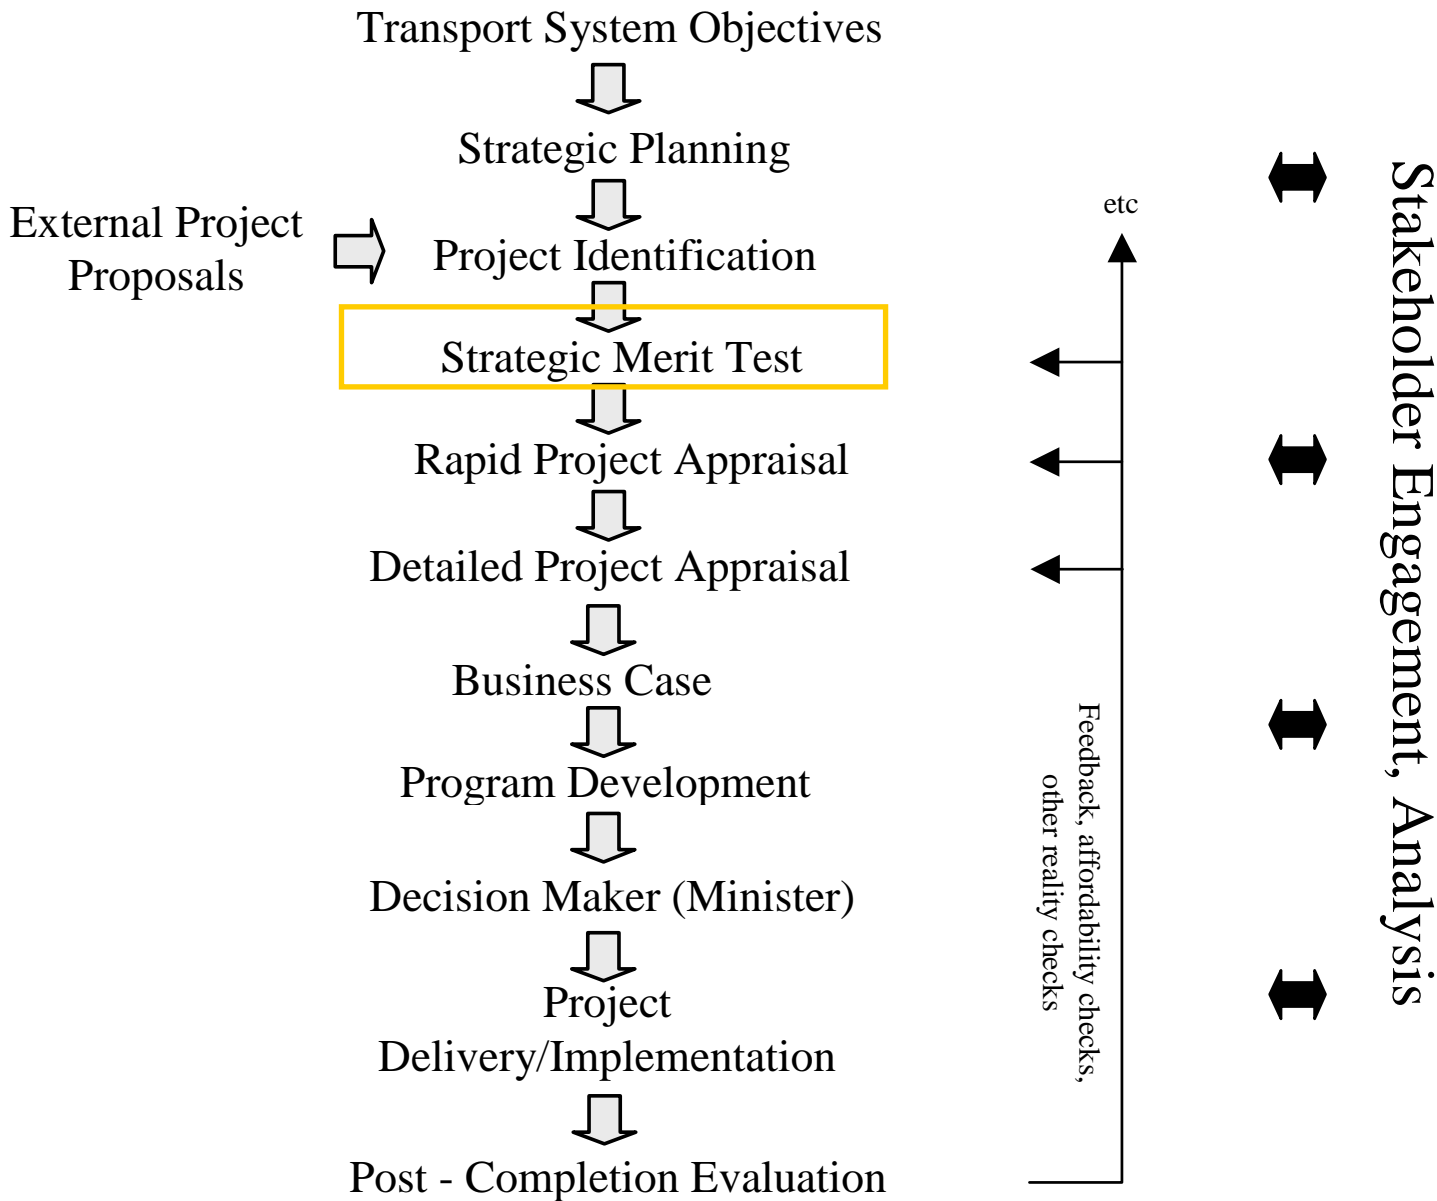 Transport System Objectives
Strategic Planning
External Project
Proposals
Project Identification
Strategic Merit Test
Rapid Project Appraisal
Detailed Project Appraisal
Business Case
Program Development
Decision Maker (Minister)
Project
Delivery/Implementation
Post - Completion Evaluation
etc
Feedback, affordability checks,
other reality checks
Stakeholder Engagement, Analysis